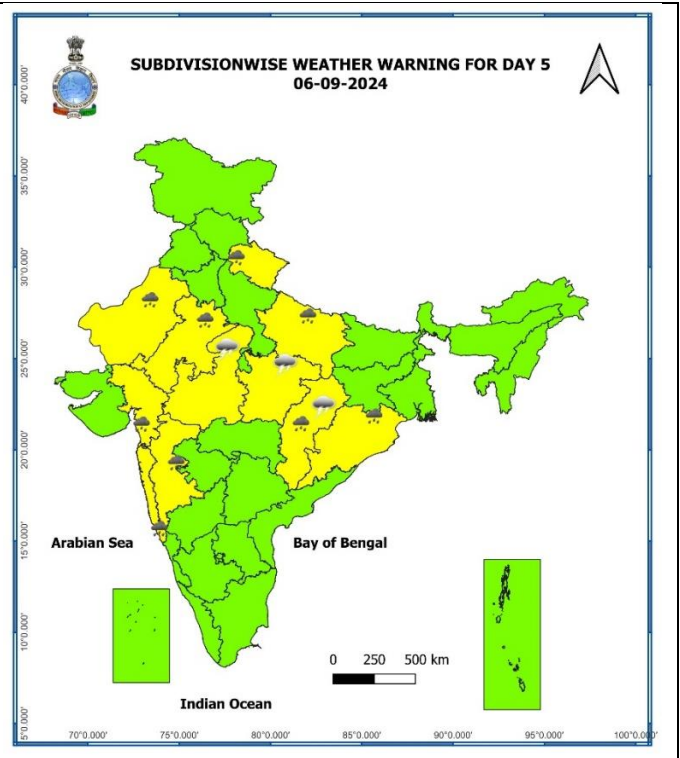 SUBDIVISIONWISE WEATHER WARNING FOR DAY 5
06-09-2024
40°0.000'
35°0.000'
30°0.000'
25°0.000'
20°0.000'
15°0.000'
10°0.000'
5°0.000'
Arabian Sea
Bay of Bengal
0 250 500 km
Indian Ocean
70°0.000' 75°0.000' 80°0.000' 85°0.000' 90°0.000' 95°0.000' 100°0.000'